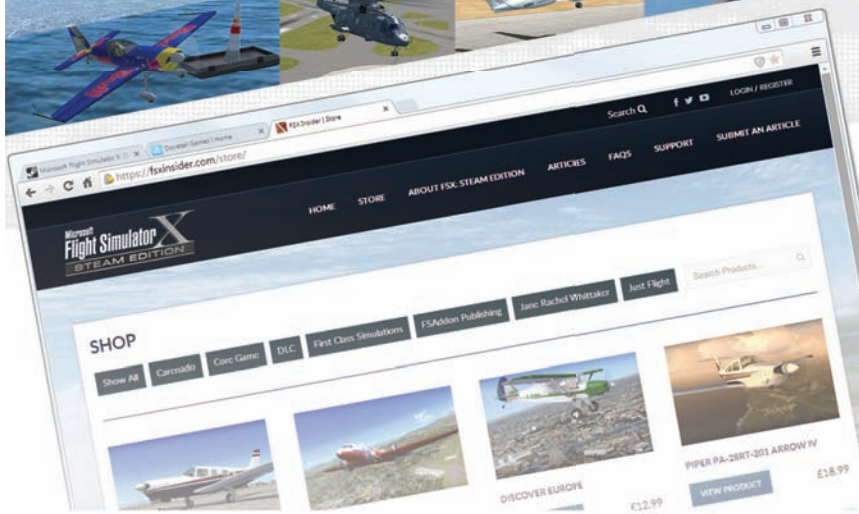 Microsoft Flight Simulator X: S
Dovetail Games | Home
FSX Insider | Store
https://fsxinsider.com/store/
Search
LOGIN / REGISTER
HOME
STORE
ABOUT FSX: STEAM EDITION
ARTICLES
FAQS
SUPPORT
SUBMIT AN ARTICLE
Microsoft
Flight Simulator X
STEAM EDITION
SHOP
Search Products...
Show All
Carenado
Core Game
DLC
First Class Simulations
FSAddon Publishing
Jane Rachel Whittaker
Just Flight
DISCOVER EUROPE
£12.99
PIPER PA-28RT-201 ARROW IV
VIEW PRODUCT
£18.99